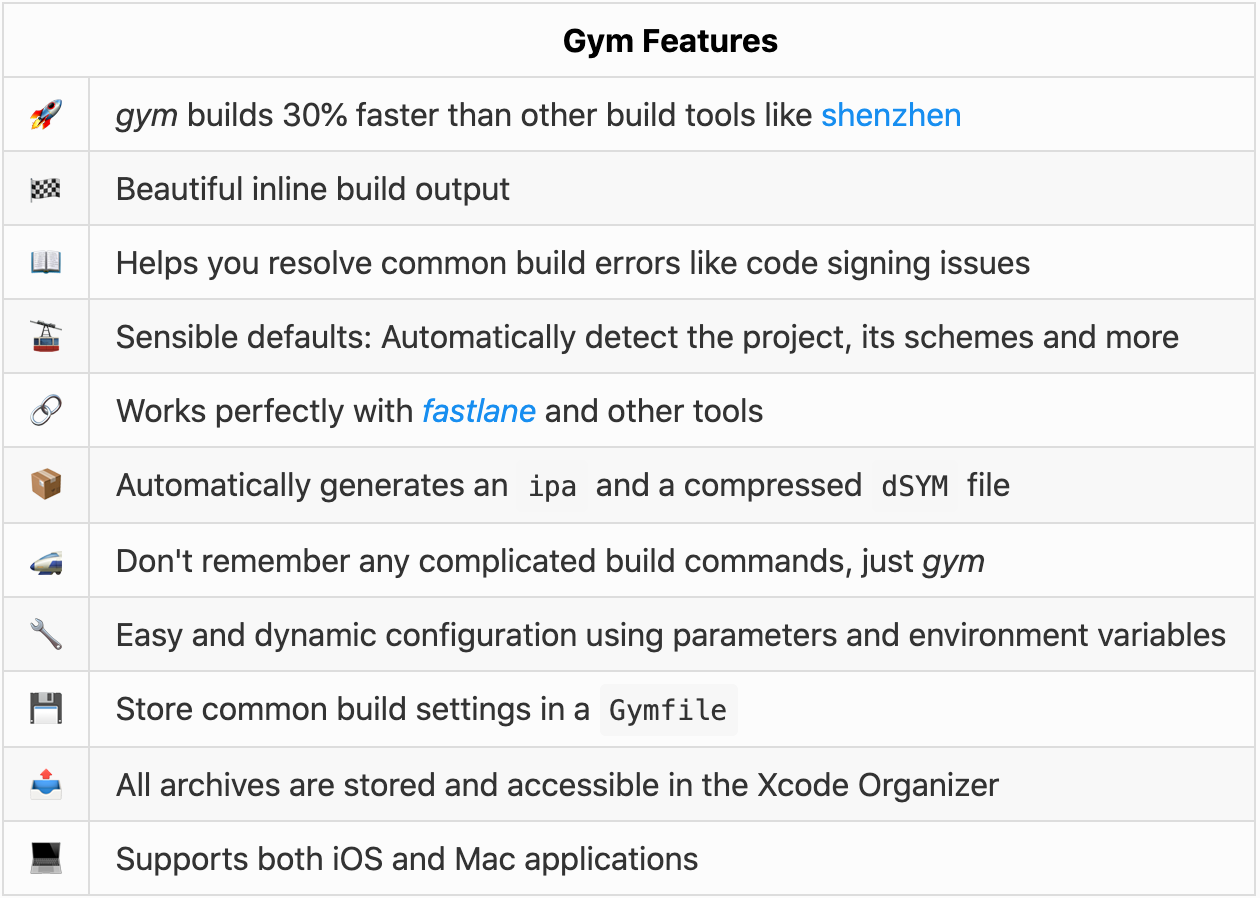 Gym Features
gym builds 30% faster than other build tools like shenzhen
Beautiful inline build output
Helps you resolve common build errors like code signing issues
Sensible defaults: Automatically detect the project, its schemes and more
Works perfectly with fastlane and other tools
Automatically generates an ipa and a compressed dSYM file
Don't remember any complicated build commands, just gym
Easy and dynamic configuration using parameters and environment variables
Store common build settings in a Gymfile
All archives are stored and accessible in the Xcode Organizer
Supports both iOS and Mac applications